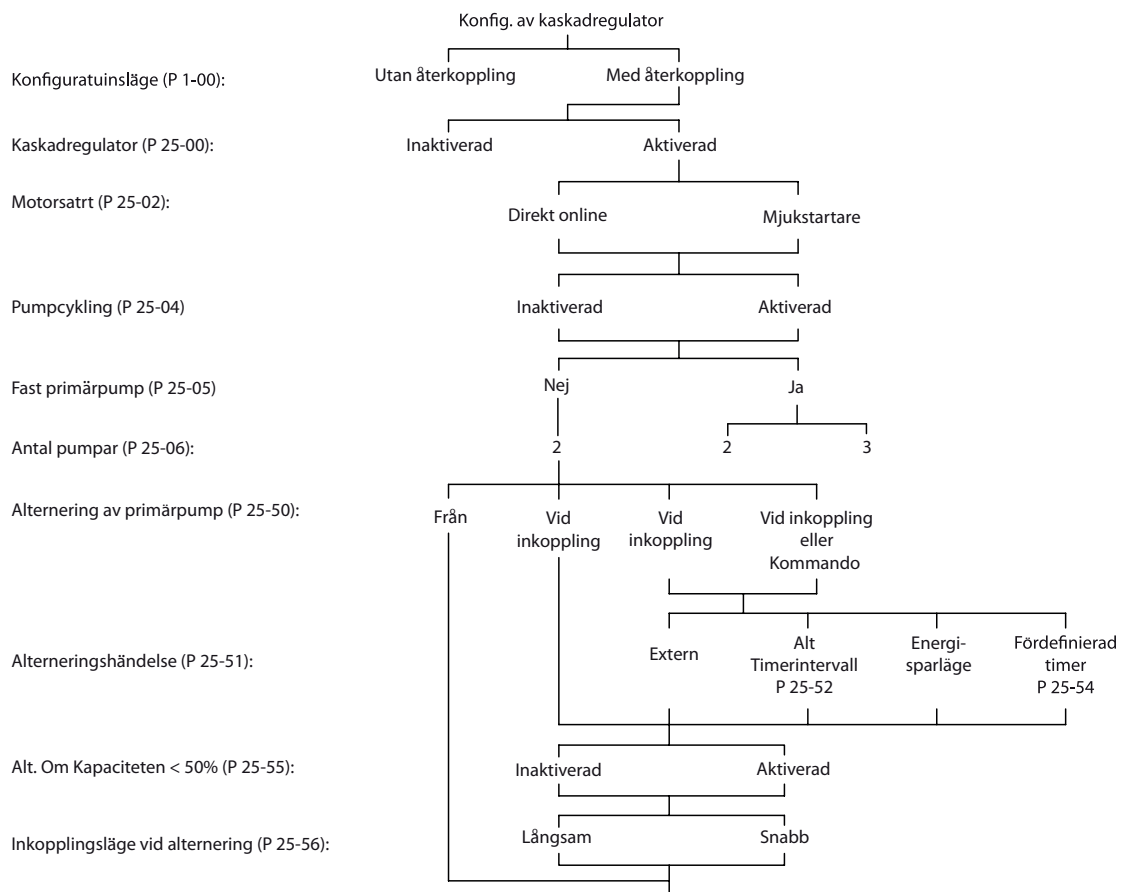 Konfig. av kaskadregulator
Konfiguratuinsläge (P 1-00):
Utan återkoppling
Med återkoppling
Kaskadregulator (P 25-00):
Inaktiverad
Aktiverad
Motorsatrt (P 25-02):
Direkt online
Mjukstartare
Pumpcykling (P 25-04)
Inaktiverad
Aktiverad
Fast primärpump (P 25-05)
Nej
Ja
Antal pumpar (P 25-06):
2
2
3
Alternering av primärpump (P 25-50):
Från
Vid
inkoppling
Vid
inkoppling
Vid inkoppling
eller
Kommando
Alterneringshändelse (P 25-51):
Extern
Alt
Timerintervall
P 25-52
Energi-
sparläge
Fördefinierad
timer
P 25-54
Alt. Om Kapaciteten < 50% (P 25-55):
Inaktiverad
Aktiverad
Inkopplingsläge vid alternering (P 25-56):
Långsam
Snabb